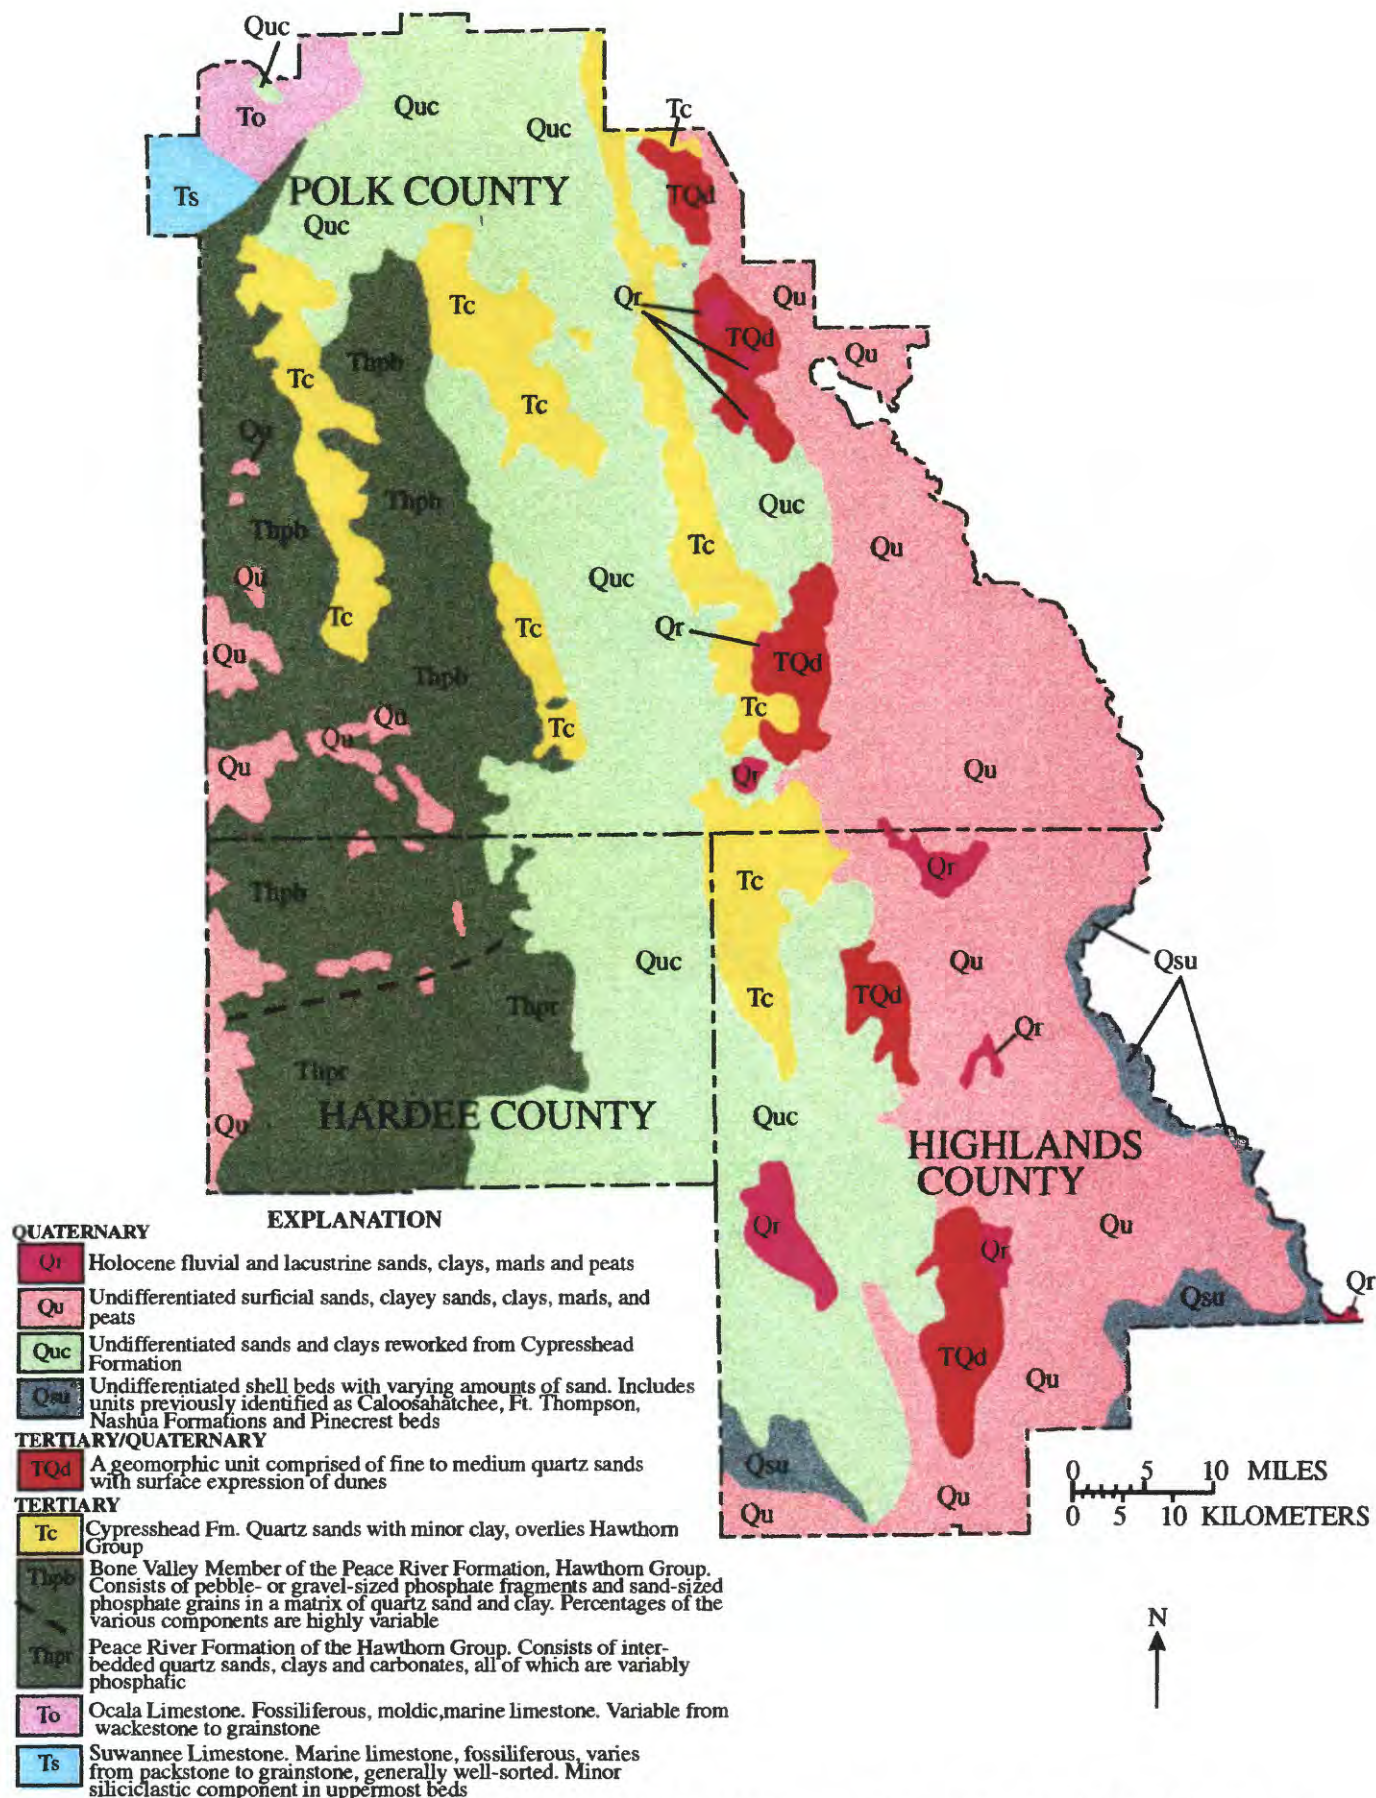 Quc
Quc
To
Quc
Tc
Ts
POLK COUNTY
TQd
Quc
Qr
Qu
Tc
TQd
Qu
Thpb
Tc
Tc
Qu
Thpb
Quc
Thpb
Tc
Qu
Qu
Quc
Tc
Tc
Qr
Qu
TQd
Thpb
Tc
Qu
Qu
Tc
Qu
Qr
Qu
Thpb
Tc
Qr
Quc
Qu
Qsu
Tc
TQd
Thpr
Qr
Thpr
HARDEE COUNTY
Quc
Qu
HIGHLANDS
COUNTY
Qr
Qu
Qr
Qsu
Qr
TQd
Qu
Qsu
Qu
Qu
0 5 10 MILES
0 5 10 KILOMETERS
N
EXPLANATION
QUATERNARY
Qr Holocene fluvial and lacustrine sands, clays, marls and peats
Qu Undifferentiated surficial sands, clayey sands, clays, marls, and
peats
Quc Undifferentiated sands and clays reworked from Cypresshead
Formation
Qsu Undifferentiated shell beds with varying amounts of sand. Includes
units previously identified as Caloosahatchee, Ft. Thompson,
Nashua Formations and Pinecrest beds
TERTIARY/QUATERNARY
TQd A geomorphic unit comprised of fine to medium quartz sands
with surface expression of dunes
TERTIARY
Tc Cypresshead Fm. Quartz sands with minor clay, overlies Hawthorn
Group
Thpb Bone Valley Member of the Peace River Formation, Hawthorn Group.
Consists of pebble- or gravel-sized phosphate fragments and sand-sized
phosphate grains in a matrix of quartz sand and clay. Percentages of the
various components are highly variable
Thpr Peace River Formation of the Hawthorn Group. Consists of inter-
bedded quartz sands, clays and carbonates, all of which are variably
phosphatic
To Ocala Limestone. Fossiliferous, moldic,marine limestone. Variable from
wackestone to grainstone
Ts Suwannee Limestone. Marine limestone, fossiliferous, varies
from packstone to grainstone, generally well-sorted. Minor
siliciclastic component in uppermost beds